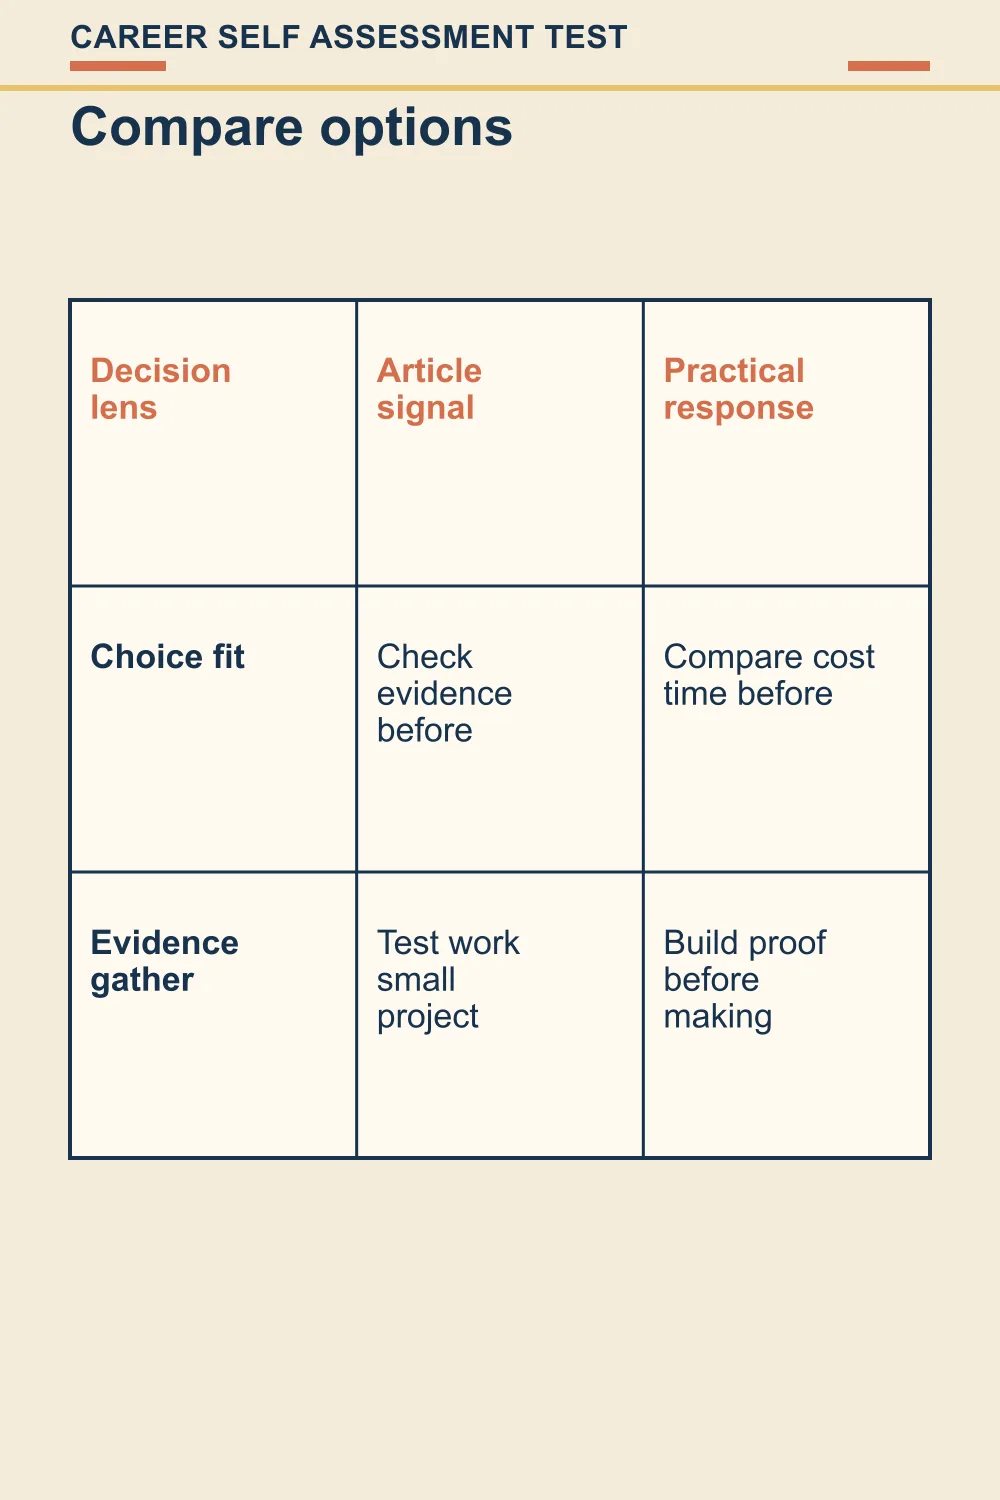 CAREER SELF ASSESSMENT TEST
Compare options
Decision
lens
Article
signal
Practical
response
Choice fit
Check
evidence
before
Compare cost
time before
Evidence
gather
Test work
small
project
Build proof
before
making